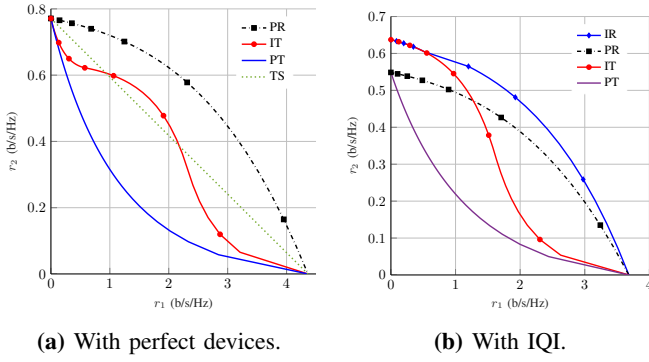 0.8
0.6
0.4
0.2
0
r₂ (b/s/Hz)
0 1 2 3 4
r₁ (b/s/Hz)
PR
IT
PT
TS
(a) With perfect devices.
0.7
0.6
0.5
0.4
0.3
0.2
0.1
0
r₂ (b/s/Hz)
0 1 2 3 4
r₁ (b/s/Hz)
IR
PR
IT
PT
(b) With IQI.